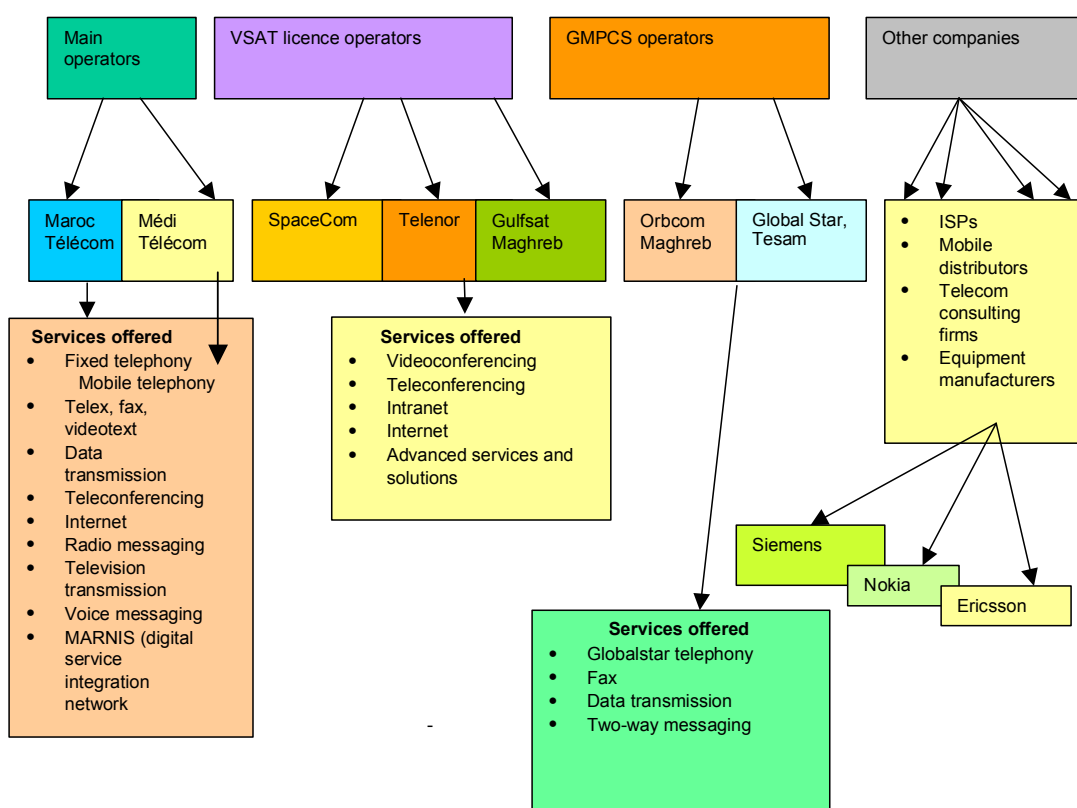 Main
operators
VSAT licence operators
GMPCS operators
Other companies
Maroc
Télécom
Médi
Télécom
SpaceCom
Telenor
Gulfsat
Maghreb
Orbcom
Maghreb
Global Star,
Tesam
• ISPs
• Mobile
distributors
• Telecom
consulting
firms
• Equipment
manufacturers
Services offered
• Fixed telephony
Mobile telephony
• Telex, fax,
videotext
• Data
transmission
• Teleconferencing
• Internet
• Radio messaging
• Television
transmission
• Voice messaging
• MARNIS (digital
service
integration
network
Services offered
• Videoconferencing
• Teleconferencing
• Intranet
• Internet
• Advanced services and
solutions
Siemens
Nokia
Ericsson
Services offered
• Globalstar telephony
• Fax
• Data transmission
• Two-way messaging
-